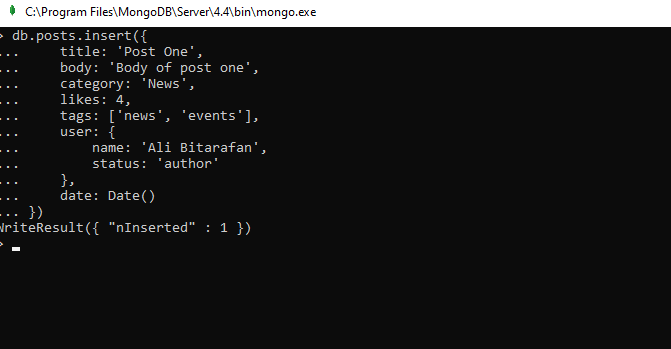 C:\Program Files\MongoDB\Server\4.4\bin\mongo.exe
> db.posts.insert({
...     title: 'Post One',
...     body: 'Body of post one',
...     category: 'News',
...     likes: 4,
...     tags: ['news', 'events'],
...     user: {
...         name: 'Ali Bitarafan',
...         status: 'author'
...     },
...     date: Date()
... })
WriteResult({ "nInserted" : 1 })
>